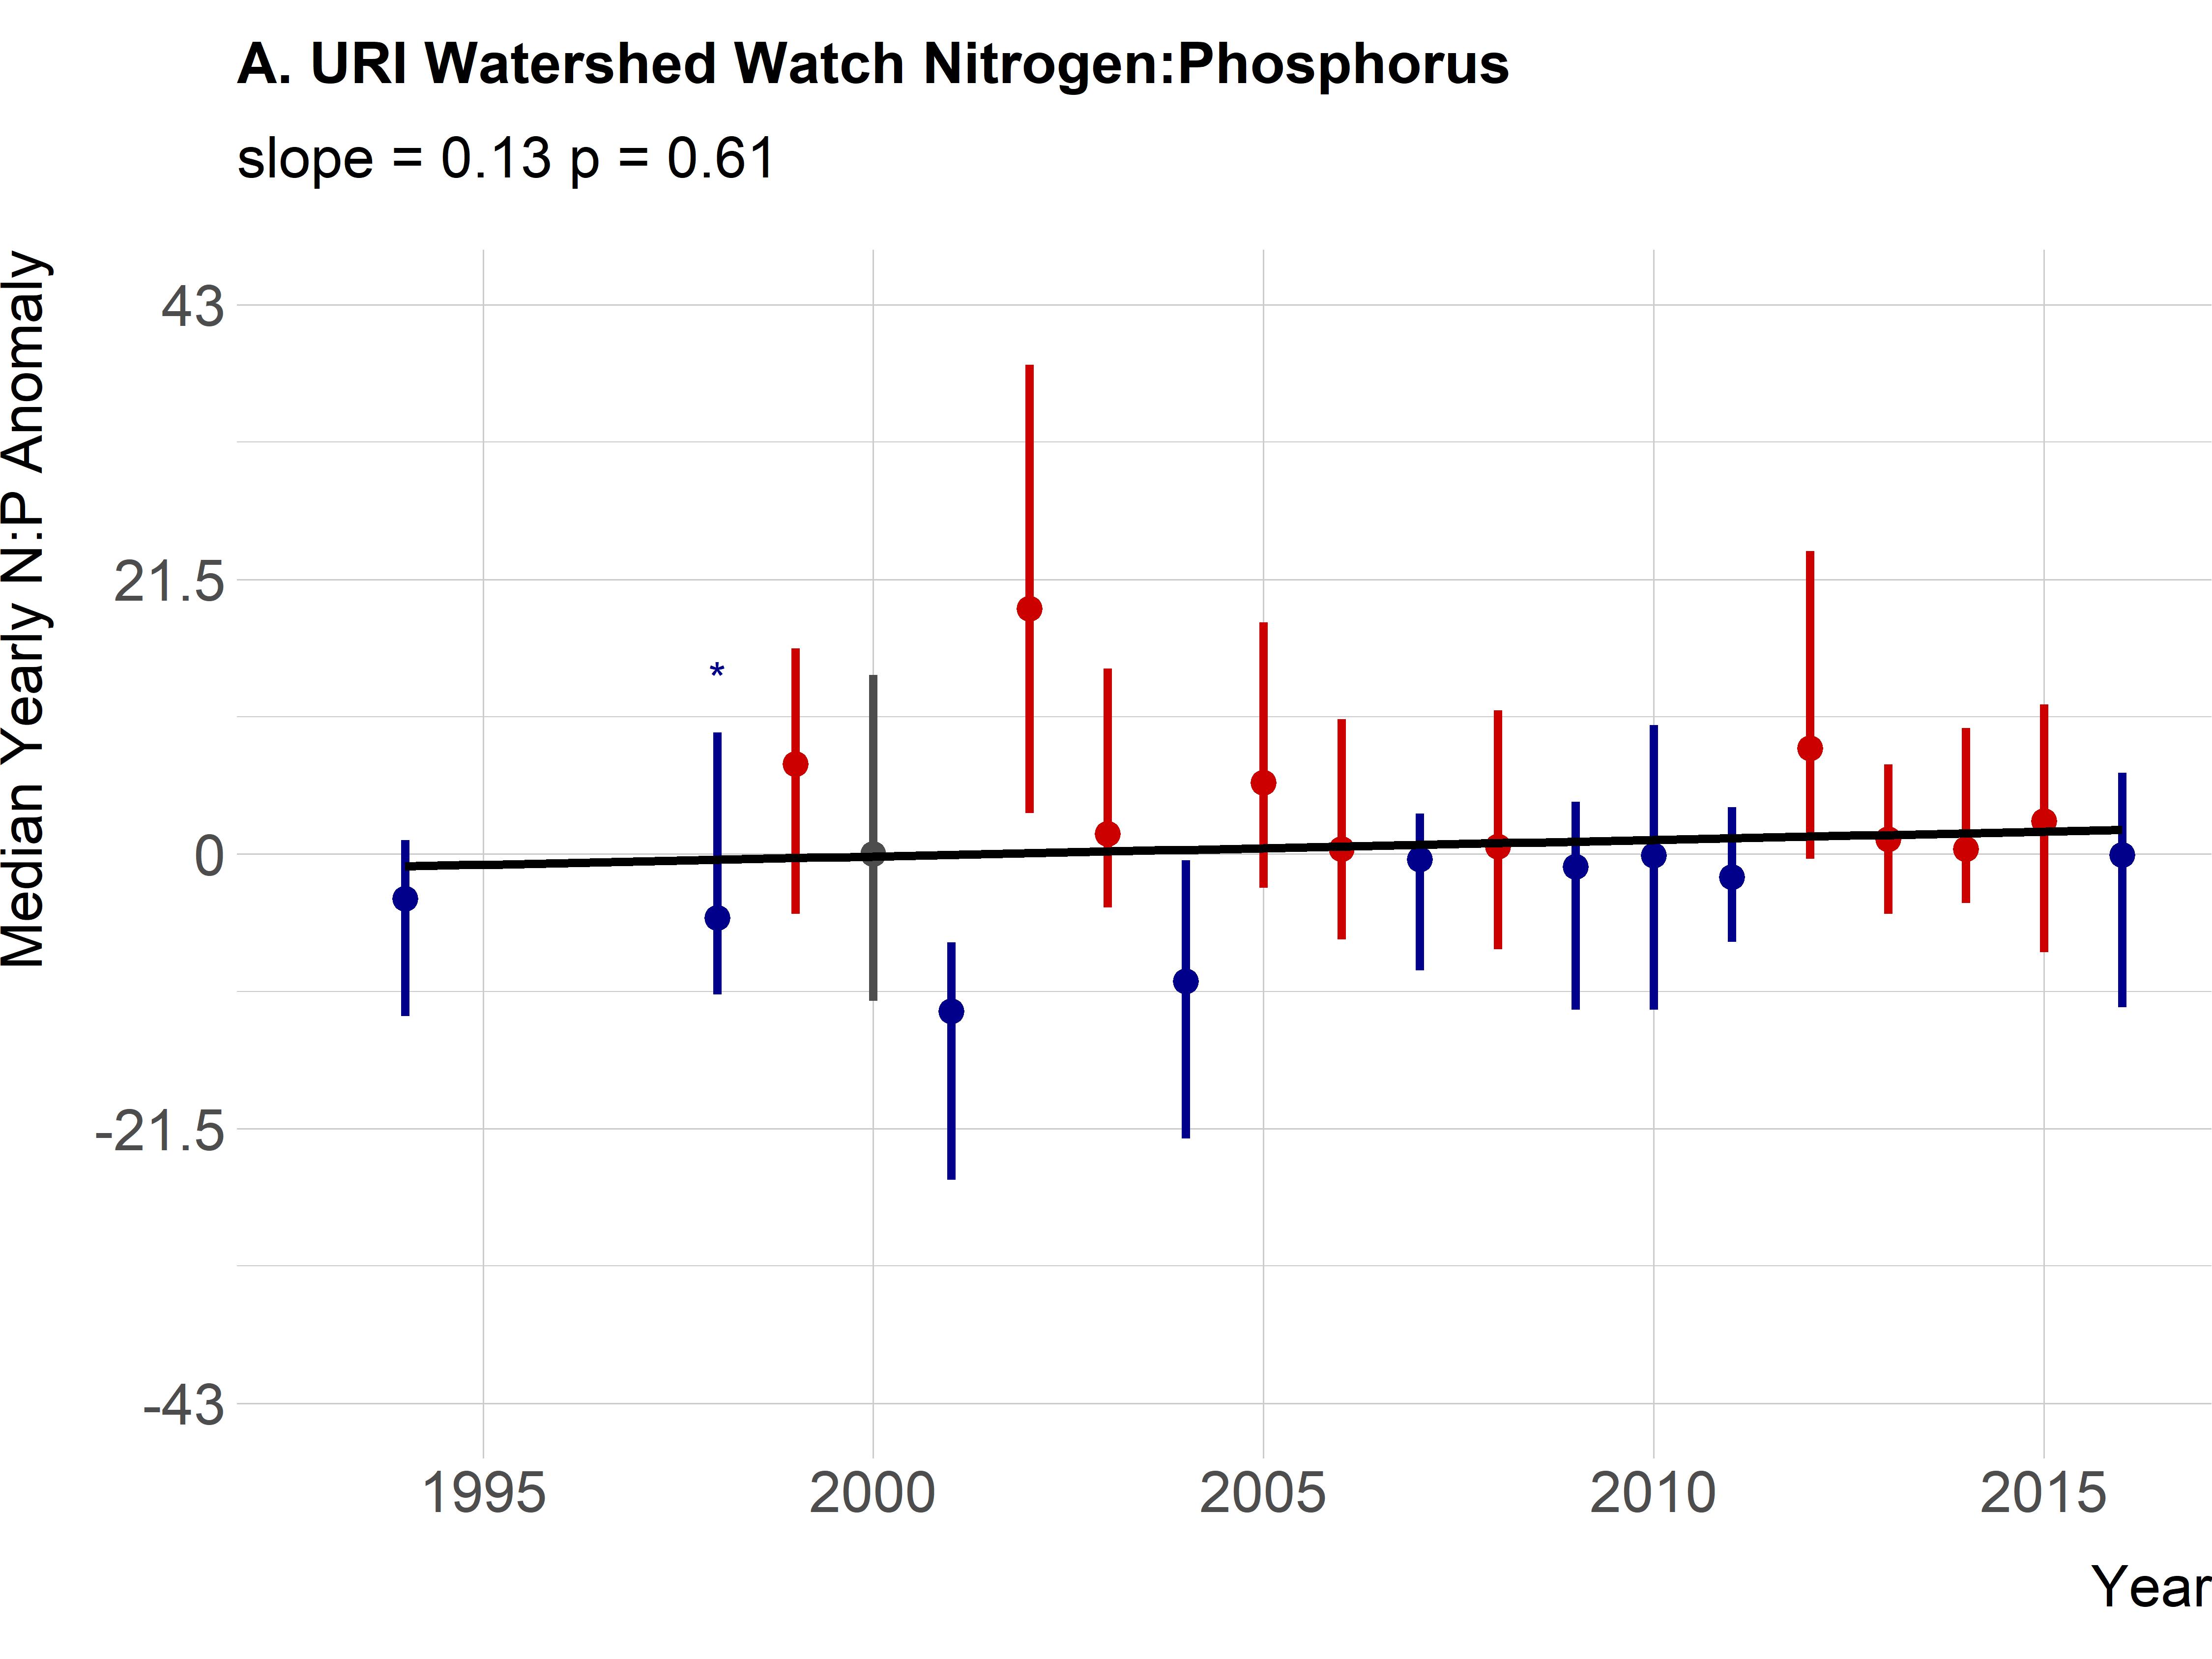 A. URI Watershed Watch Nitrogen:Phosphorus
slope = 0.13 p = 0.61
Median Yearly N:P Anomaly
43
21.5
0
-21.5
-43
*
1995 2000 2005 2010 2015
Year